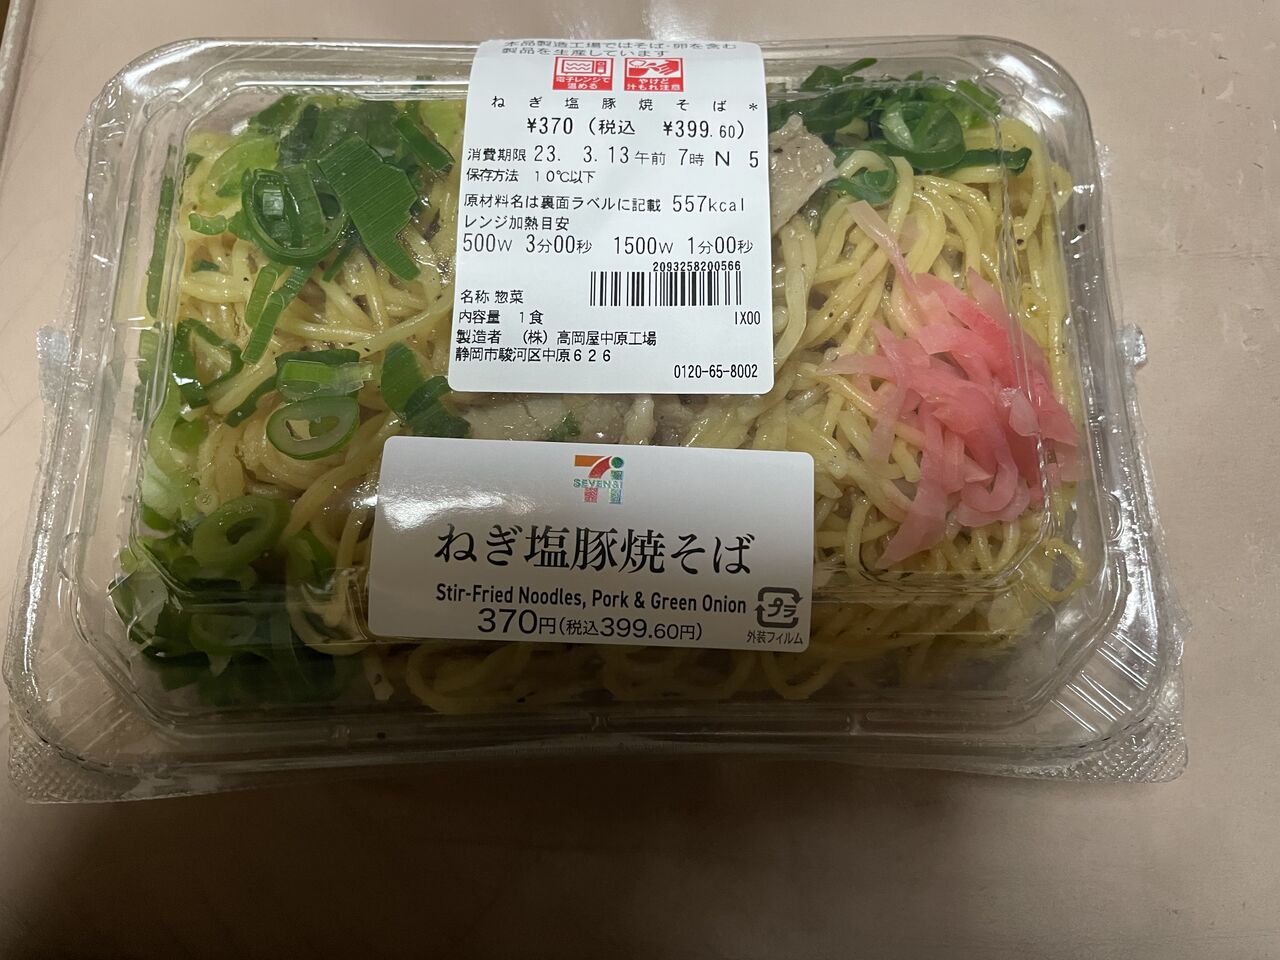 本品製造工場ではそば・卵を含む
製品を生産しています
電子レンジで
温める
やけど
汁もれ注意
ねぎ塩豚焼そば *
¥370 (税込 ¥399.60)
消費期限 23. 3.13 午前 7時 N 5
保存方法 10℃以下
原材料名は裏面ラベルに記載 557kcal
レンジ加熱目安
500W 3分00秒 1500W 1分00秒
2093258200566
名称 惣菜
内容量 1食 IX00
製造者 (株)高岡屋中原工場
静岡市駿河区中原626
0120-65-8002
7i
SEVEN&i
ねぎ塩豚焼そば
Stir-Fried Noodles, Pork & Green Onion
370円(税込399.60円)
プラ
外装フィルム